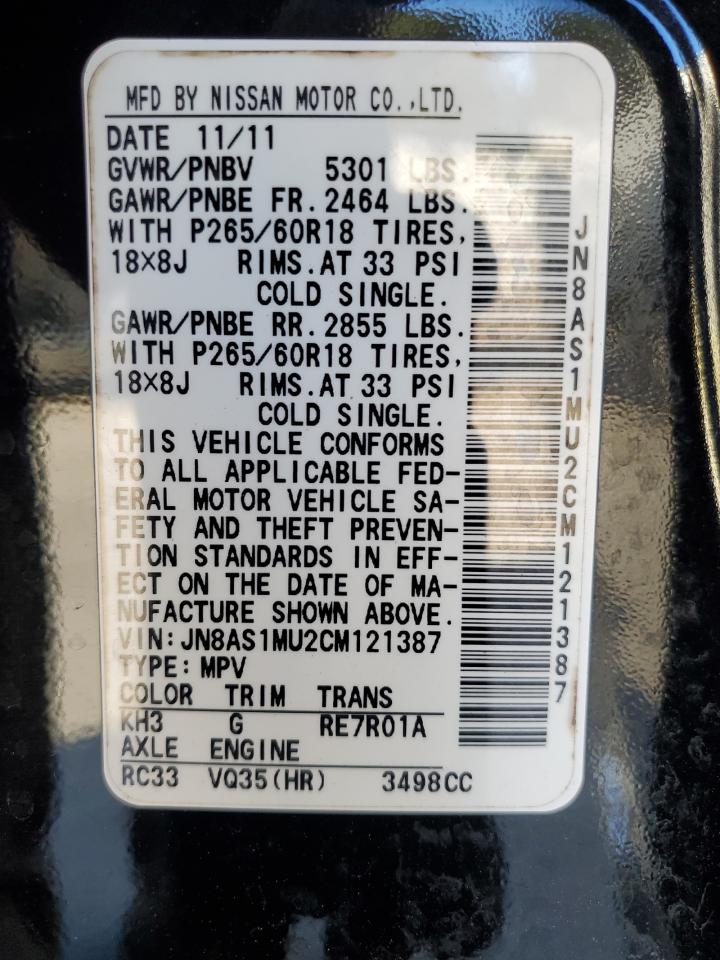 MFD BY NISSAN MOTOR CO.,LTD.
DATE 11/11
GVWR/PNBV 5301 LBS.
GAWR/PNBE FR.2464 LBS.
WITH P265/60R18 TIRES,
18X8J RIMS.AT 33 PSI
COLD SINGLE.
GAWR/PNBE RR.2855 LBS.
WITH P265/60R18 TIRES,
18X8J RIMS.AT 33 PSI
COLD SINGLE.
THIS VEHICLE CONFORMS
TO ALL APPLICABLE FED-
ERAL MOTOR VEHICLE SA-
FETY AND THEFT PREVEN-
TION STANDARDS IN EFF-
ECT ON THE DATE OF MA-
NUFACTURE SHOWN ABOVE.
VIN:JN8AS1MU2CM121387
TYPE:MPV
COLOR TRIM TRANS
KH3 G RE7R01A
AXLE ENGINE
RC33 VQ35(HR) 3498CC
JN8AS1MU2CM121387